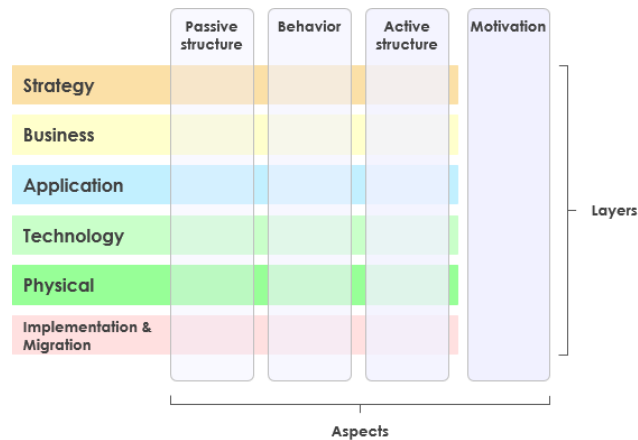 Passive
structure
Behavior
Active
structure
Motivation
Strategy
Business
Application
Technology
Physical
Implementation &
Migration
Layers
Aspects